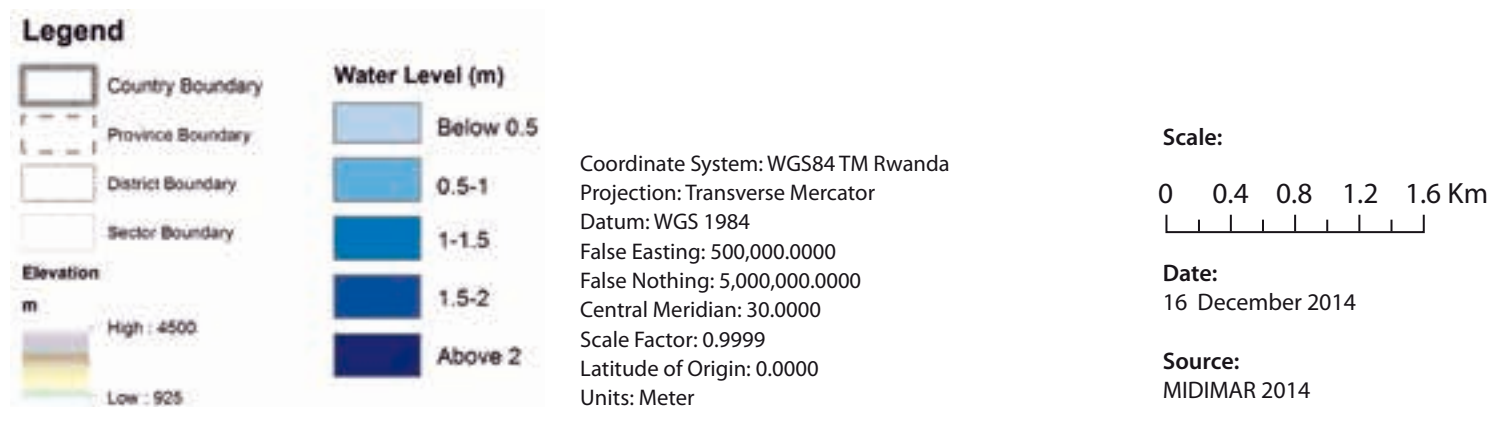 Legend
Country Boundary
Province Boundary
District Boundary
Sector Boundary
Elevation
m
High : 4500
Low : 925
Water Level (m)
Below 0.5
0.5-1
1-1.5
1.5-2
Above 2
Coordinate System: WGS84 TM Rwanda
Projection: Transverse Mercator
Datum: WGS 1984
False Easting: 500,000.0000
False Nothing: 5,000,000.0000
Central Meridian: 30.0000
Scale Factor: 0.9999
Latitude of Origin: 0.0000
Units: Meter
Scale:
0 0.4 0.8 1.2 1.6 Km
Date:
16 December 2014
Source:
MIDIMAR 2014